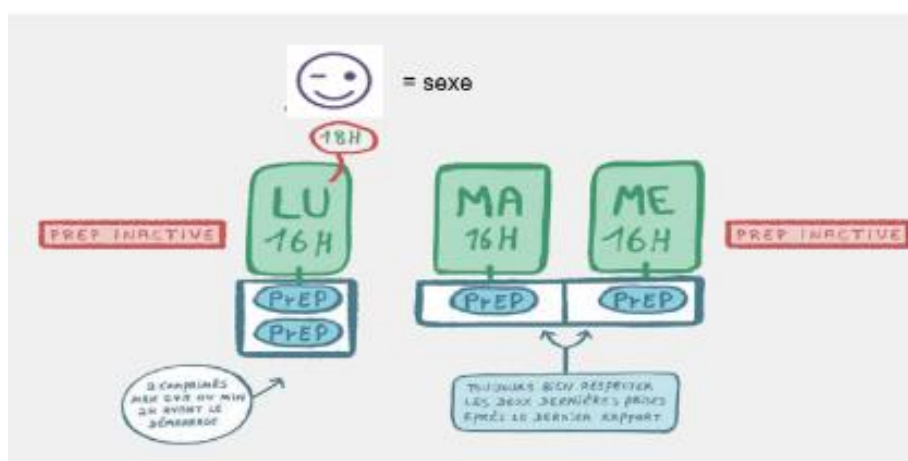 = sexe
18H
LU
16H
MA
16H
ME
16H
PREP INACTIVE
PREP INACTIVE
PrEP
PrEP
PrEP
PrEP
2 COMPRIMÉS
MAX 24H OU MIN
2H AVANT LE
DÉMARRAGE
TOUJOURS BIEN RESPECTER
LES DEUX DERNIÈRES PRISES
APRÈS LE DERNIER RAPPORT